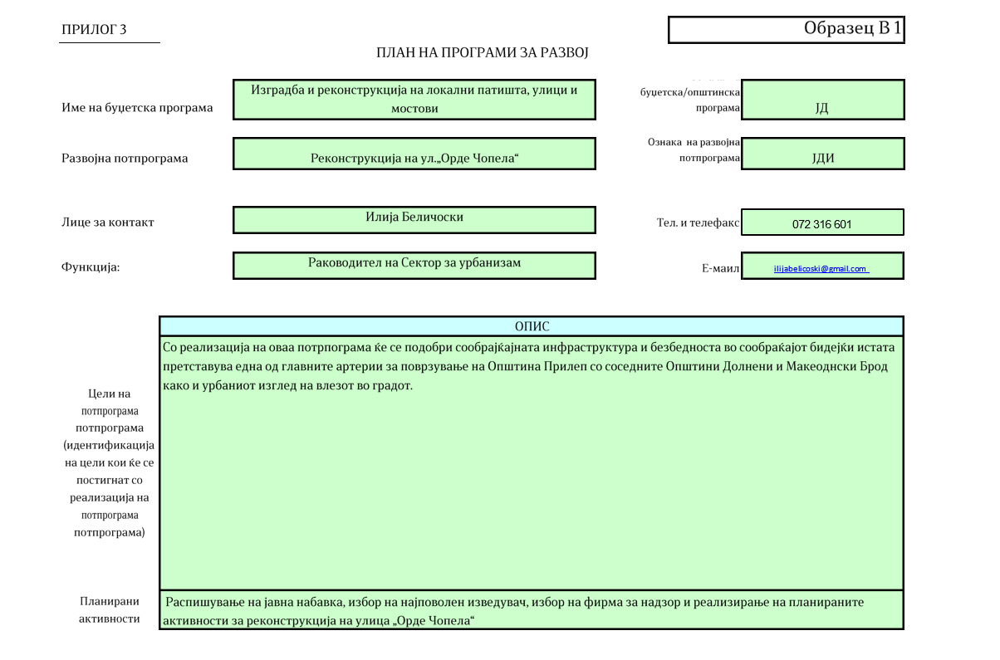 ПРИЛОГ 3
Образец В 1
ПЛАН НА ПРОГРАМИ ЗА РАЗВОЈ
Име на буџетска програма
Изградба и реконструкција на локални патишта, улици и
мостови
буџетска/општинска
програма
ЈД
Развојна потпрограма
Реконструкција на ул.„Орде Чопела“
Ознака на развојна
потпрограма
ЈДИ
Лице за контакт
Илија Беличоски
Тел. и телефакс
072 316 601
Функција:
Раководител на Сектор за урбанизам
Е-маил
ilijabelicoski@gmail.com
ОПИС
Цели на
потпрограма
потпрограма
(идентификација
на цели кои ќе се
постигнат со
реализација на
потпрограма
потпрограма)
Со реализација на оваа потрпограма ќе се подобри сообрајќајната инфраструктура и безбедноста во сообраќајот бидејќи истата
претставува една од главните артерии за поврзување на Општина Прилеп со соседните Општини Долнени и Макеоднски Брод
како и урбаниот изглед на влезот во градот.
Планирани
активности
Распишување на јавна набавка, избор на најповолен изведувач, избор на фирма за надзор и реализирање на планираните
активности за реконструкција на улица „Орде Чопела“